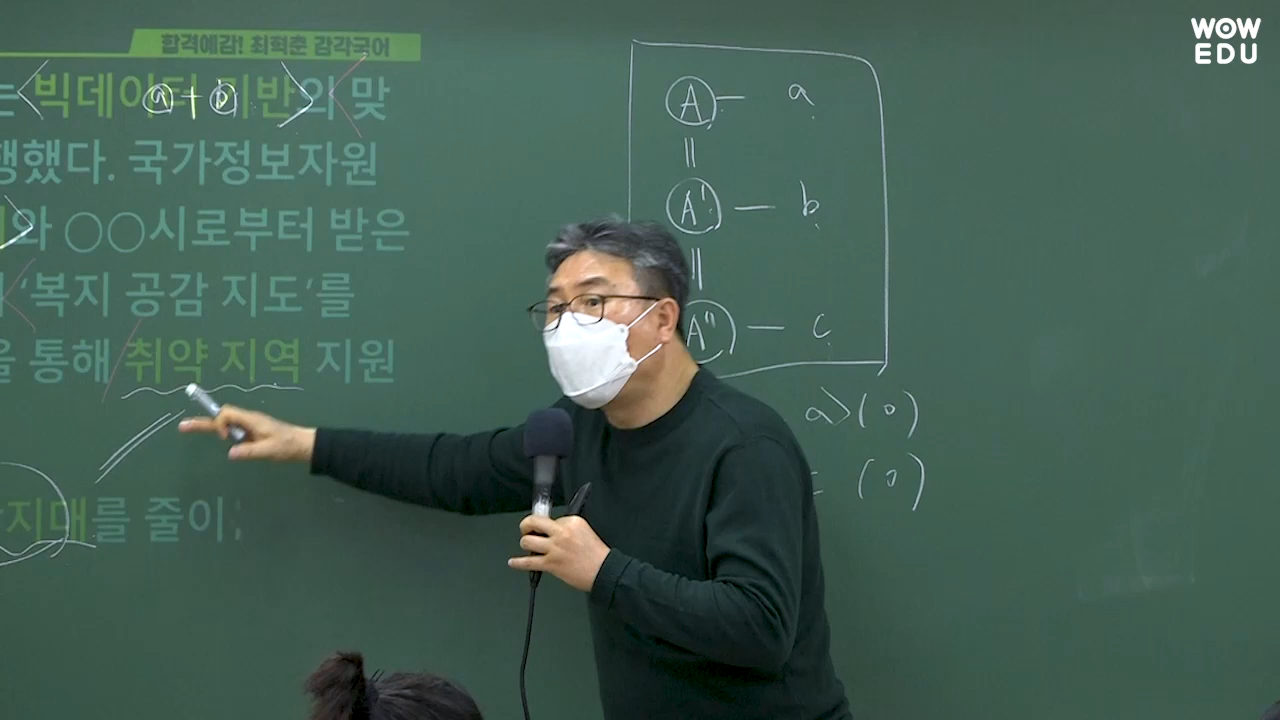 WOW
EDU
합격예감! 최혁춘 감각국어
는 빅데이터 기반의 맞
a + b
행했다. 국가정보자원
와 ○○시로부터 받은
'복지 공감 지도'를
을 통해 취약 지역 지원
지대를 줄이
A — a
=
A' — b
=
A" — c
a > ( o )
= ( o )